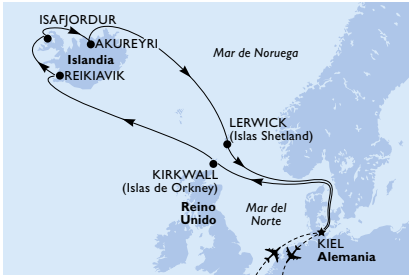 ISAFJORDUR
AKUREYRI
Islandia
REIKIAVIK
Mar de Noruega
LERWICK
(Islas Shetland)
KIRKWALL
(Islas de Orkney)
Reino
Unido
Mar del
Norte
KIEL
Alemania